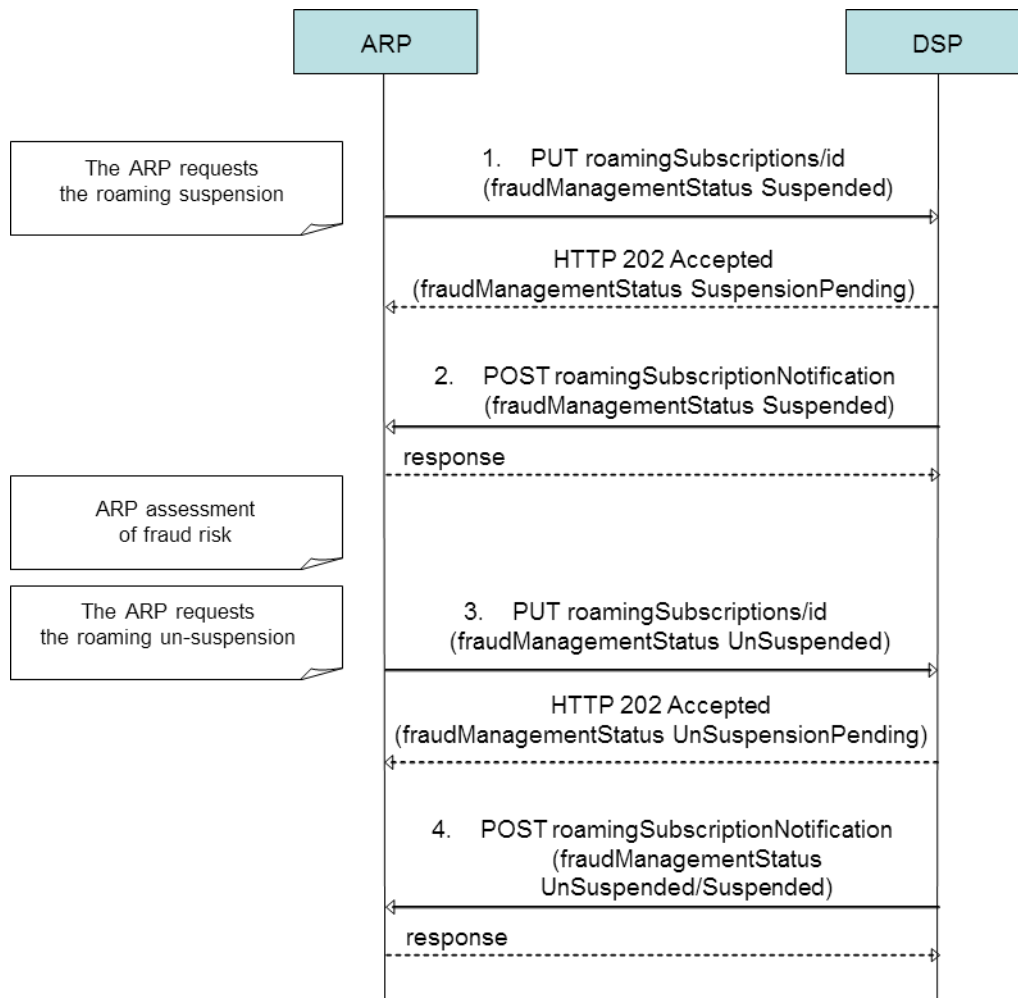 ARP
DSP
The ARP requests
the roaming suspension
1. PUT roamingSubscriptions/id
(fraudManagementStatus Suspended)
HTTP 202 Accepted
(fraudManagementStatus SuspensionPending)
2. POST roamingSubscriptionNotification
(fraudManagementStatus Suspended)
response
ARP assessment
of fraud risk
The ARP requests
the roaming un-suspension
3. PUT roamingSubscriptions/id
(fraudManagementStatus UnSuspended)
HTTP 202 Accepted
(fraudManagementStatus UnSuspensionPending)
4. POST roamingSubscriptionNotification
(fraudManagementStatus
UnSuspended/Suspended)
response